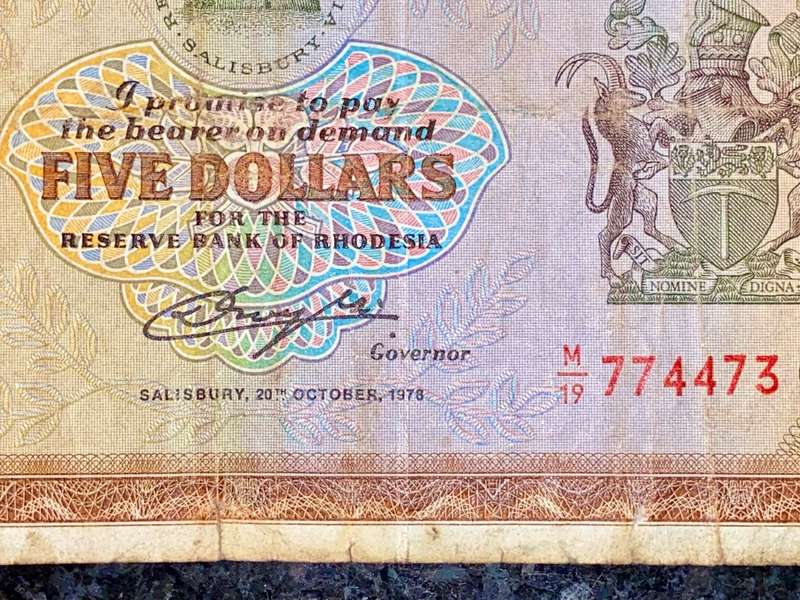 SALISBURY
I promise to pay
the bearer on demand
FIVE DOLLARS
FOR THE
RESERVE BANK OF RHODESIA
Governor
SALISBURY, 20TH OCTOBER, 1978
SIT
NOMINE DIGNA
M/19 774473